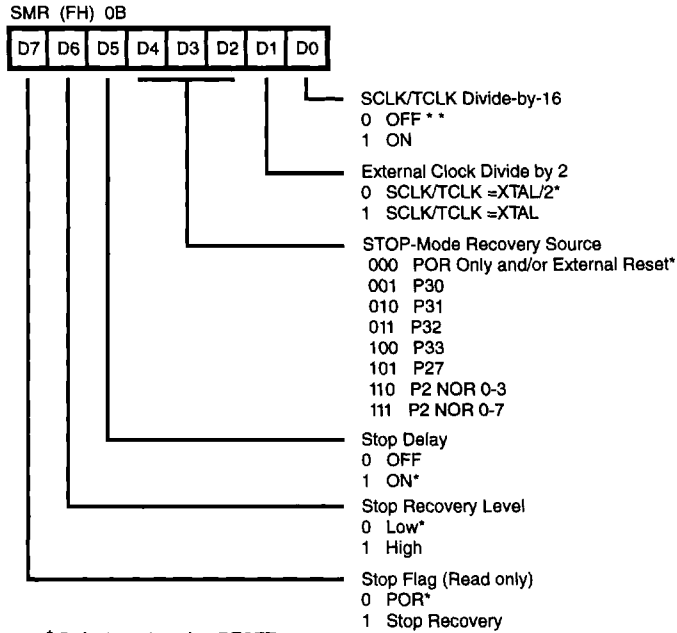 SMR (FH) 0B
D7 D6 D5 D4 D3 D2 D1 D0
SCLK/TCLK Divide-by-16
0 OFF * *
1 ON
External Clock Divide by 2
0 SCLK/TCLK =XTAL/2*
1 SCLK/TCLK =XTAL
STOP-Mode Recovery Source
000 POR Only and/or External Reset*
001 P30
010 P31
011 P32
100 P33
101 P27
110 P2 NOR 0-3
111 P2 NOR 0-7
Stop Delay
0 OFF
1 ON*
Stop Recovery Level
0 Low*
1 High
Stop Flag (Read only)
0 POR*
1 Stop Recovery